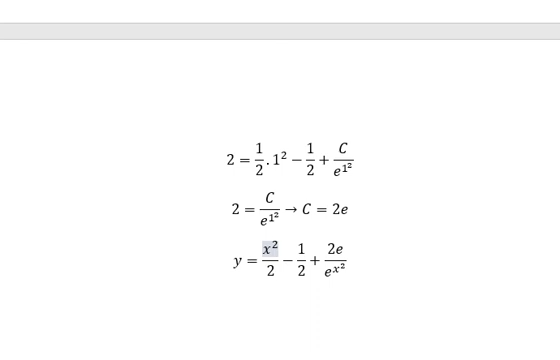 2 = 1/2 . 1² − 1/2 + C/e^(1²)
2 = C/e^(1²) → C = 2e
y = x²/2 − 1/2 + 2e/e^(x²)